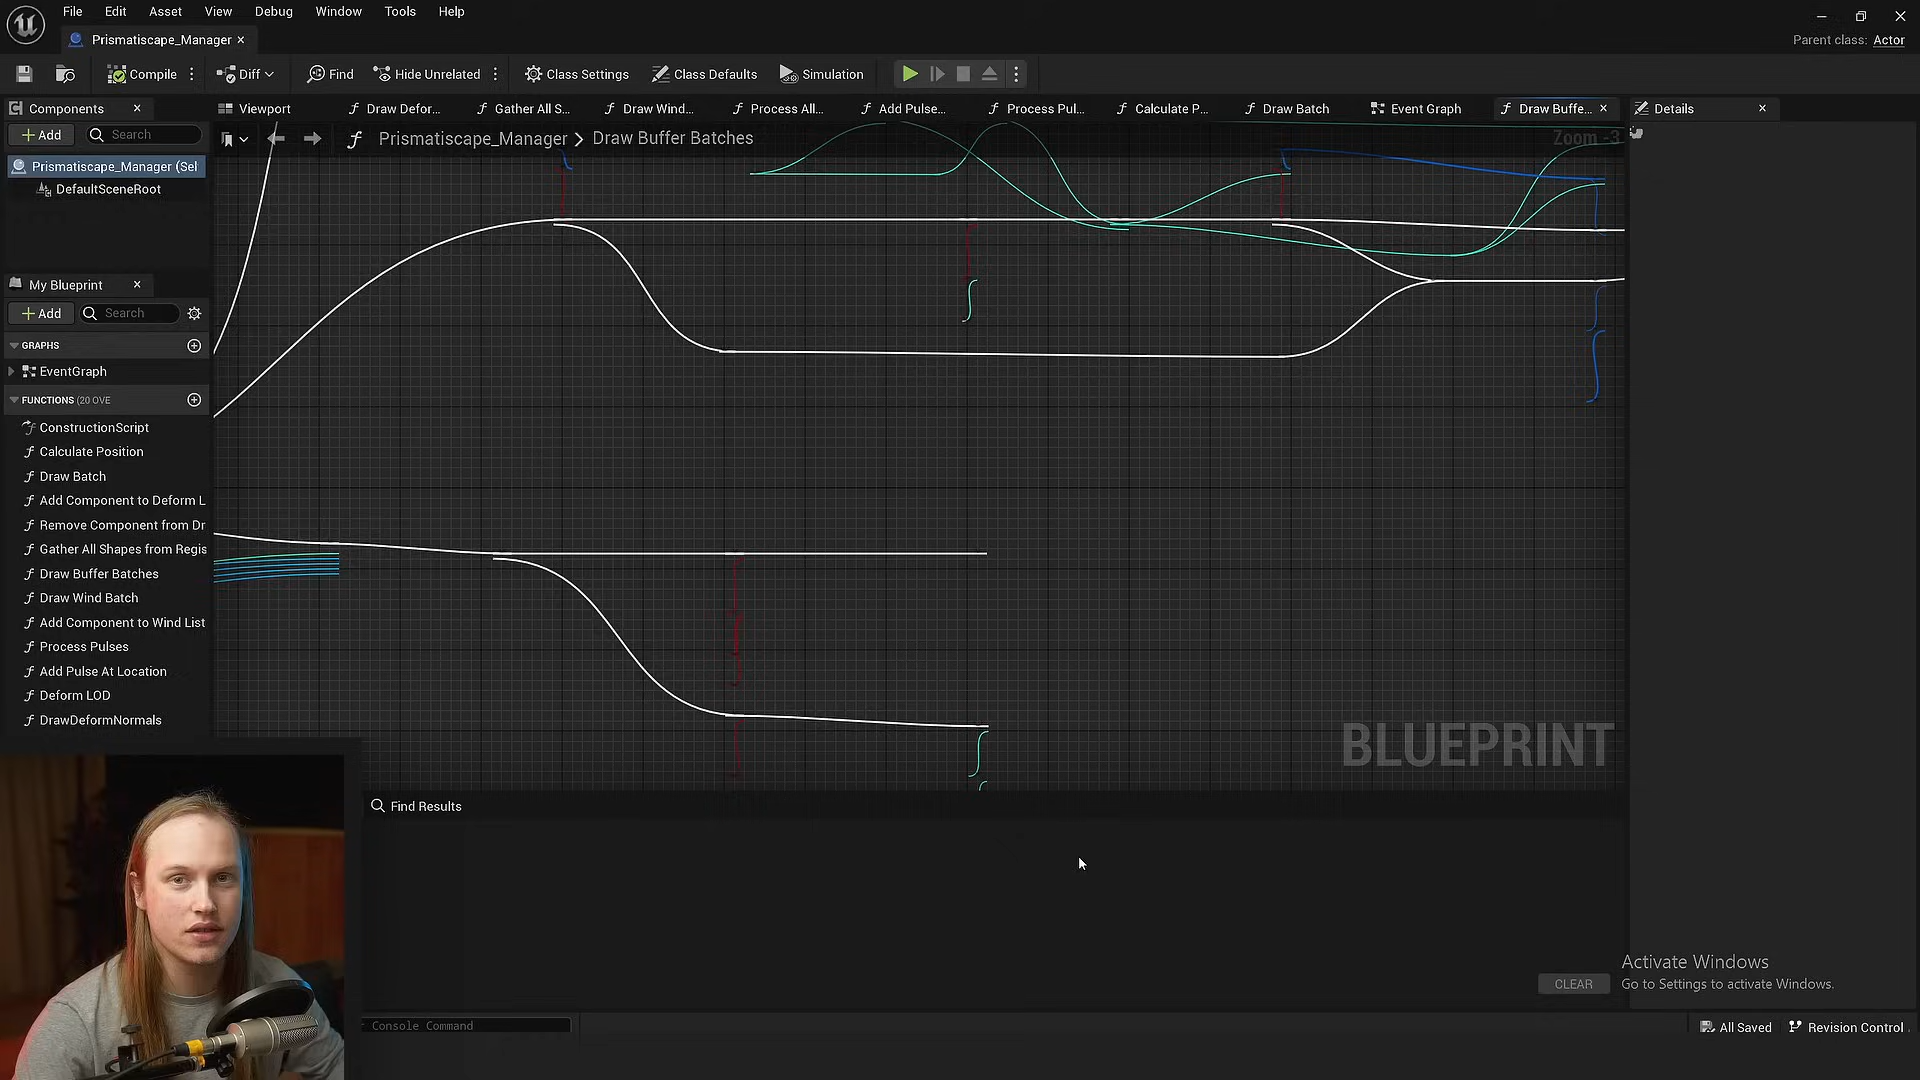 File Edit Asset View Debug Window Tools Help
Prismatiscape_Manager
Parent class: Actor
Compile Diff Find Hide Unrelated Class Settings Class Defaults Simulation
Components
Viewport Draw Defor... Gather All S... Draw Wind... Process All... Add Pulse... Process Pul... Calculate P... Draw Batch Event Graph Draw Buffe... Details
Add Search
Prismatiscape_Manager > Draw Buffer Batches
Zoom -3
Prismatiscape_Manager (Sel
DefaultSceneRoot
My Blueprint
Add Search
GRAPHS
EventGraph
FUNCTIONS (20 OVE
ConstructionScript
Calculate Position
Draw Batch
Add Component to Deform L
Remove Component from Dr
Gather All Shapes from Regis
Draw Buffer Batches
Draw Wind Batch
Add Component to Wind List
Process Pulses
Add Pulse At Location
Deform LOD
DrawDeformNormals
BLUEPRINT
Find Results
CLEAR
Activate Windows
Go to Settings to activate Windows.
Console Command
All Saved Revision Control